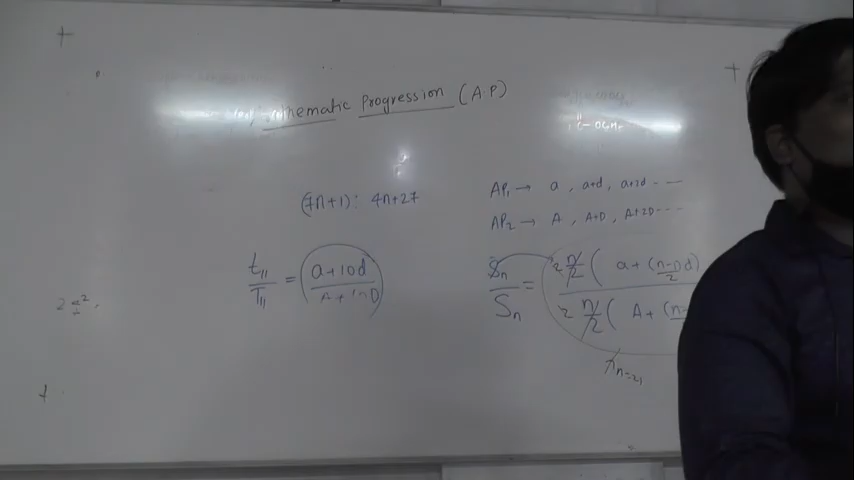 Progression (A.P)
(7n+1): 4n+27
AP₁ → a, a+d, a+2d - - -
AP₂ → A, A+D, A+2D - - -
t₁₁/T₁₁ = (a+10d)/(A+10D)
Sₙ/Sₙ = 2 n/2 ( a + (n-1)d/2 / 2 n/2 ( A + (n-
n=21